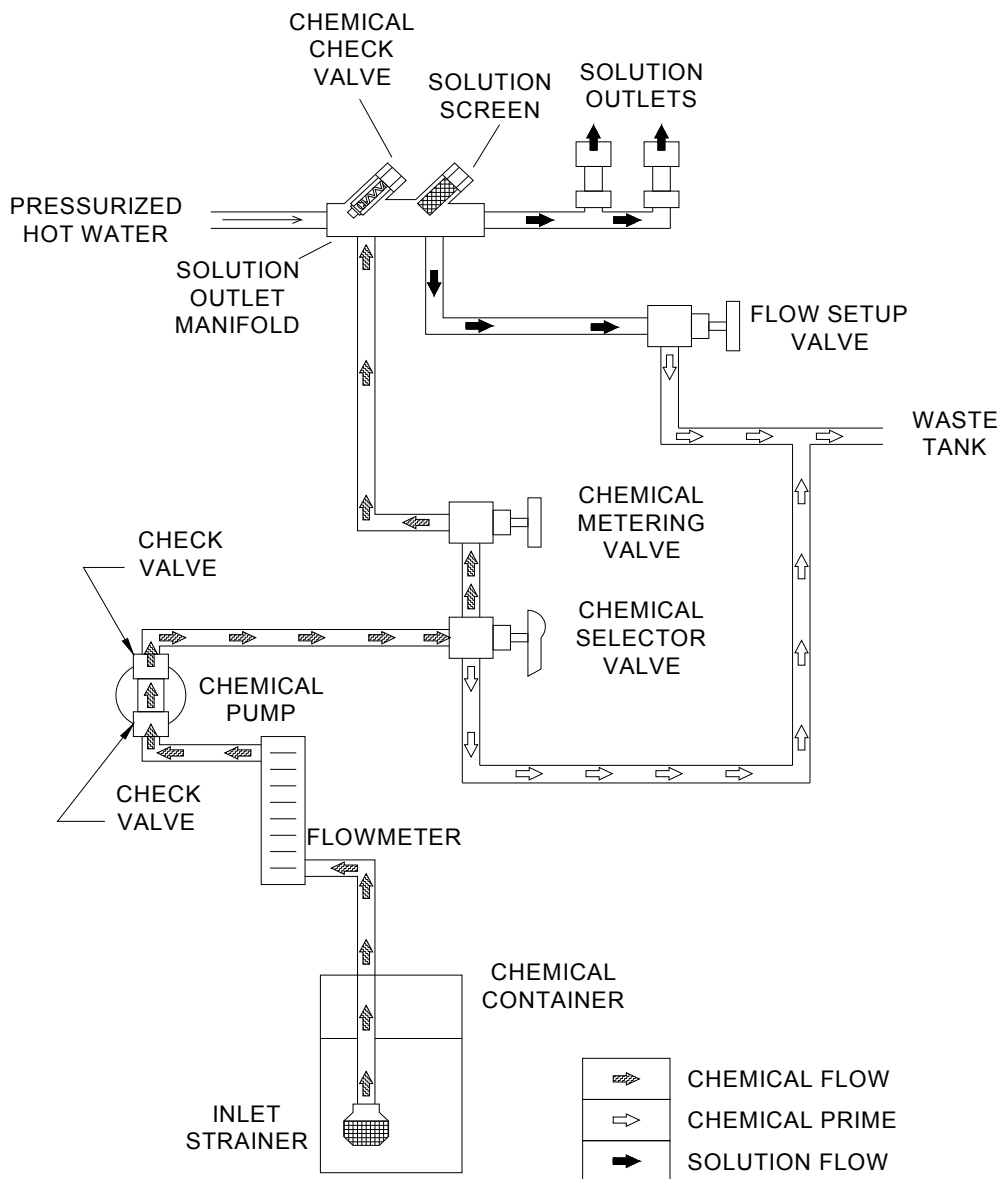 CHEMICAL
CHECK
VALVE
SOLUTION
SCREEN
SOLUTION
OUTLETS
PRESSURIZED
HOT WATER
SOLUTION
OUTLET
MANIFOLD
FLOW SETUP
VALVE
WASTE
TANK
CHEMICAL
METERING
VALVE
CHECK
VALVE
CHEMICAL
SELECTOR
VALVE
CHEMICAL
PUMP
CHECK
VALVE
FLOWMETER
CHEMICAL
CONTAINER
INLET
STRAINER
CHEMICAL FLOW
CHEMICAL PRIME
SOLUTION FLOW